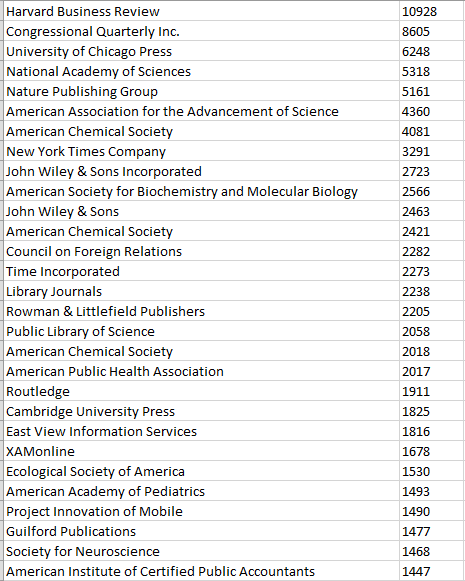 Harvard Business Review 10928
Congressional Quarterly Inc. 8605
University of Chicago Press 6248
National Academy of Sciences 5318
Nature Publishing Group 5161
American Association for the Advancement of Science 4360
American Chemical Society 4081
New York Times Company 3291
John Wiley & Sons Incorporated 2723
American Society for Biochemistry and Molecular Biology 2566
John Wiley & Sons 2463
American Chemical Society 2421
Council on Foreign Relations 2282
Time Incorporated 2273
Library Journals 2238
Rowman & Littlefield Publishers 2205
Public Library of Science 2058
American Chemical Society 2018
American Public Health Association 2017
Routledge 1911
Cambridge University Press 1825
East View Information Services 1816
XAMonline 1678
Ecological Society of America 1530
American Academy of Pediatrics 1493
Project Innovation of Mobile 1490
Guilford Publications 1477
Society for Neuroscience 1468
American Institute of Certified Public Accountants 1447